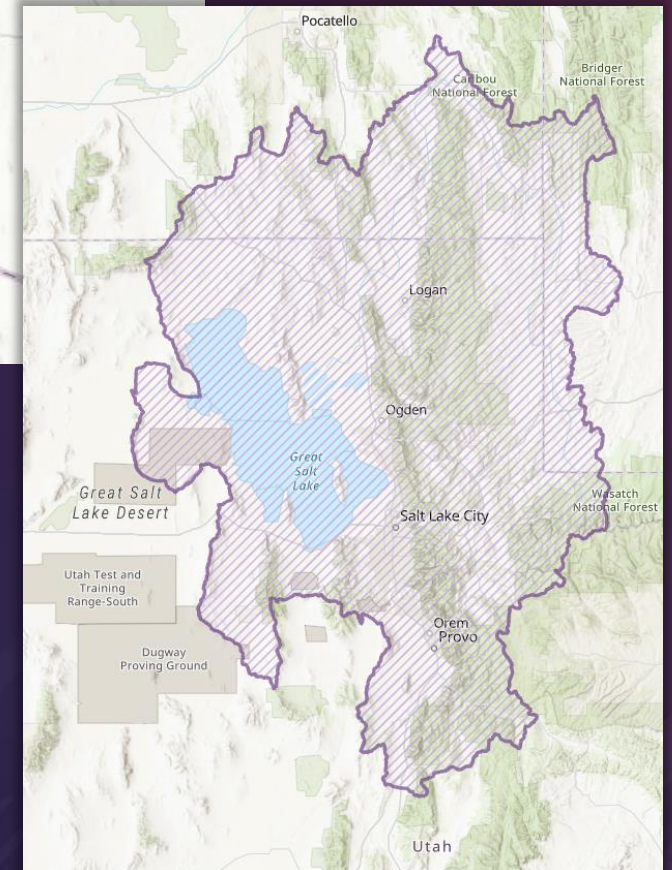 Pocatello
Caribou
National Forest
Bridger
National Forest
Logan
Ogden
Great
Salt
Lake
Great Salt
Lake Desert
Salt Lake City
Wasatch
National Forest
Utah Test and
Training
Range-South
Orem
Provo
Dugway
Proving Ground
Utah